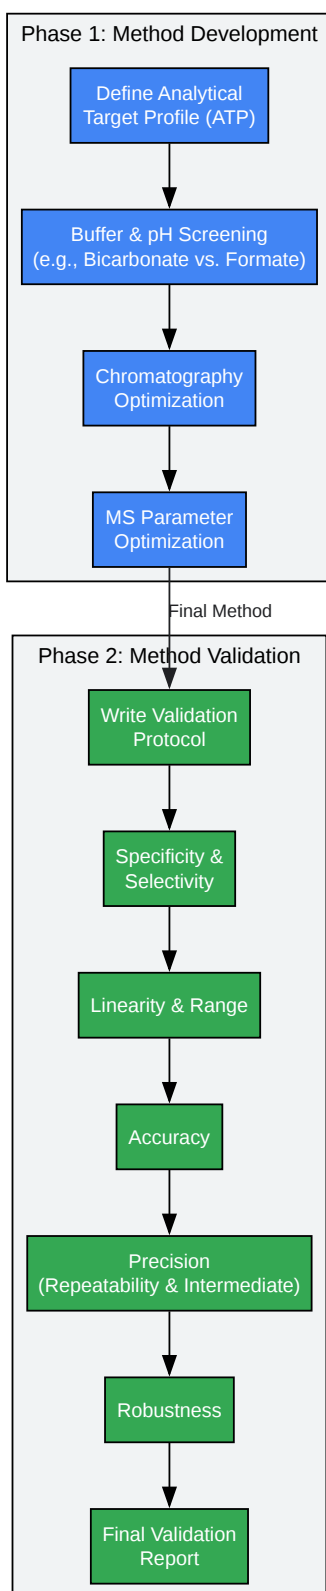 Phase 1: Method Development
Define Analytical
Target Profile (ATP)
Buffer & pH Screening
(e.g., Bicarbonate vs. Formate)
Chromatography
Optimization
MS Parameter
Optimization
Final Method
Phase 2: Method Validation
Write Validation
Protocol
Specificity &
Selectivity
Linearity & Range
Accuracy
Precision
(Repeatability & Intermediate)
Robustness
Final Validation
Report